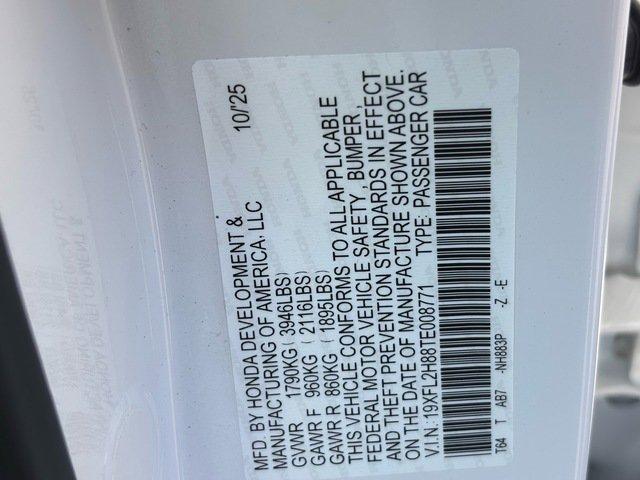 MFD. BY HONDA DEVELOPMENT & 10/'25
MANUFACTURING OF AMERICA, LLC
GVWR 1790KG ( 3946LBS)
GAWR F 960KG ( 2116LBS)
GAWR R 860KG ( 1895LBS)
THIS VEHICLE CONFORMS TO ALL APPLICABLE
FEDERAL MOTOR VEHICLE SAFETY, BUMPER,
AND THEFT PREVENTION STANDARDS IN EFFECT
ON THE DATE OF MANUFACTURE SHOWN ABOVE.
V.I.N: 19XFL2H88TE008771 TYPE: PASSENGER CAR
T64 T AB7 -NH883P -Z -E